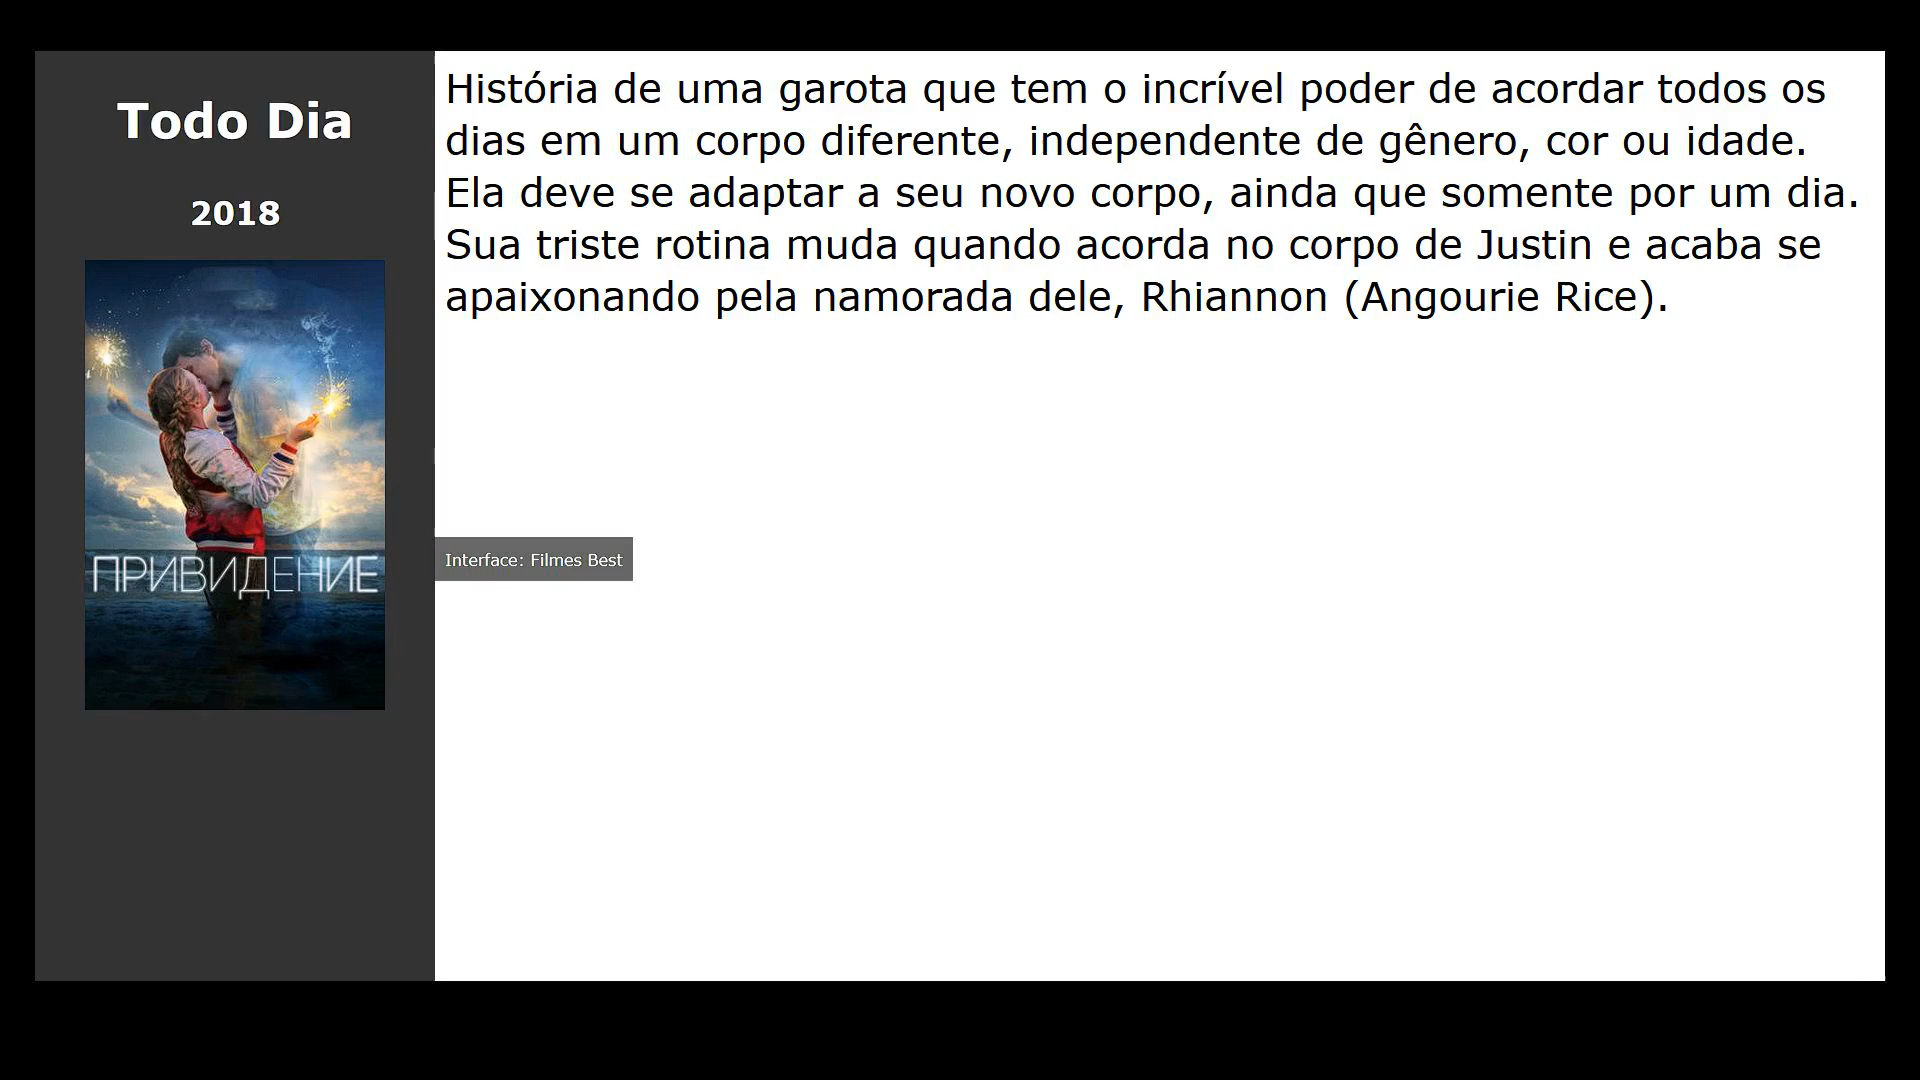 Todo Dia
2018
ПРИВИДЕНИЕ
História de uma garota que tem o incrível poder de acordar todos os
dias em um corpo diferente, independente de gênero, cor ou idade.
Ela deve se adaptar a seu novo corpo, ainda que somente por um dia.
Sua triste rotina muda quando acorda no corpo de Justin e acaba se
apaixonando pela namorada dele, Rhiannon (Angourie Rice).
Interface: Filmes Best